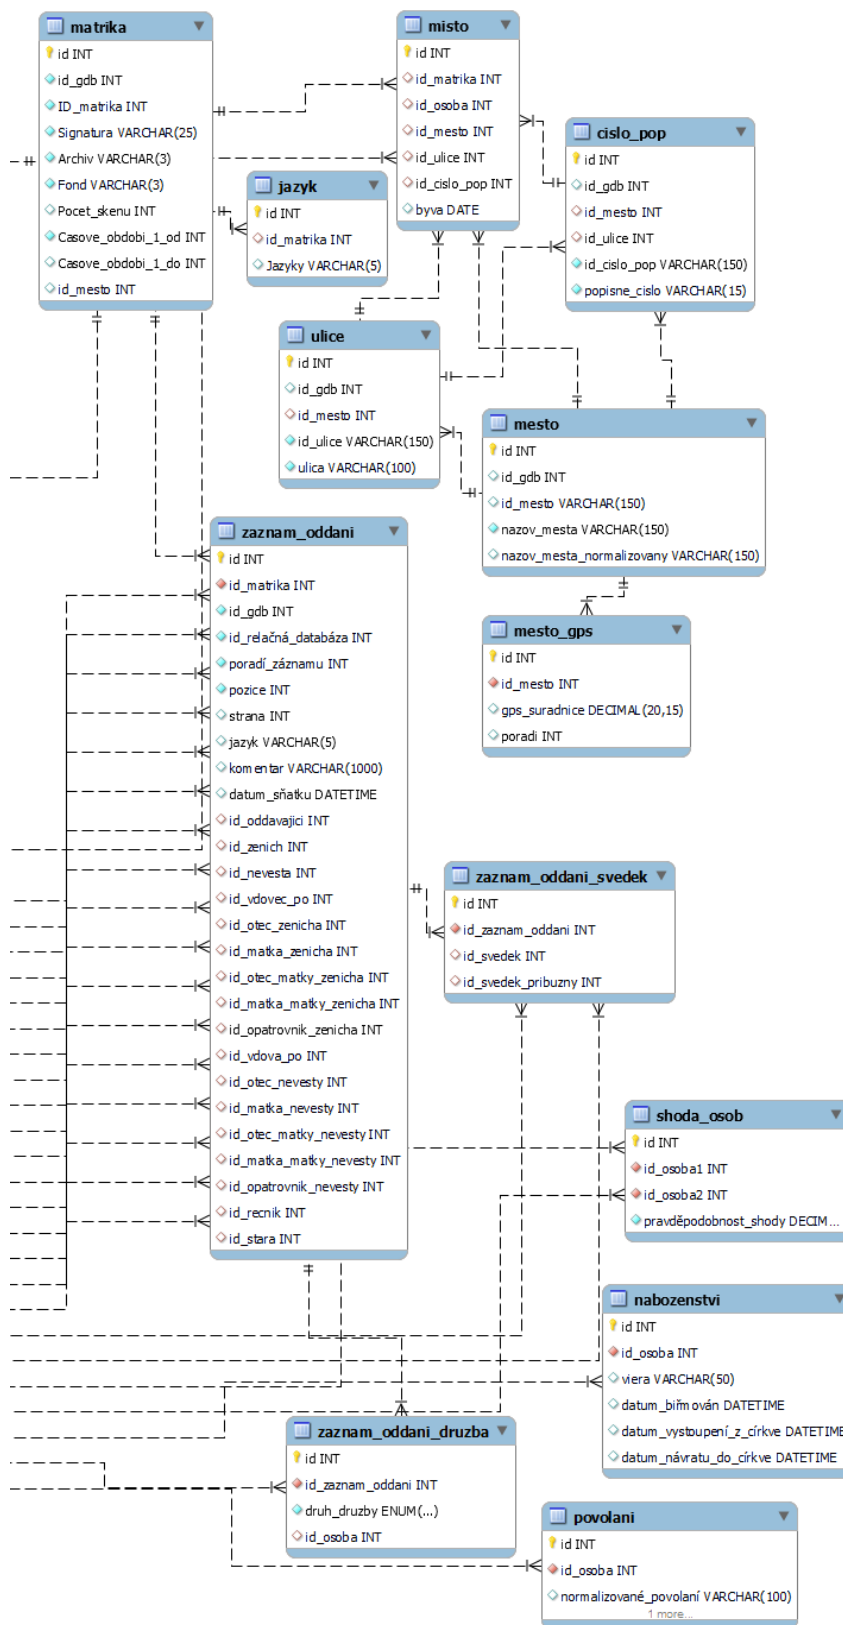 matrika
id INT
id_gdb INT
ID_matrika INT
Signatura VARCHAR(25)
Archiv VARCHAR(3)
Fond VARCHAR(3)
Pocet_skenu INT
Casove_obdobi_1_od INT
Casove_obdobi_1_do INT
id_mesto INT
misto
id INT
id_matrika INT
id_osoba INT
id_mesto INT
id_ulice INT
id_cislo_pop INT
byva DATE
cislo_pop
id INT
id_gdb INT
id_mesto INT
id_ulice INT
id_cislo_pop VARCHAR(150)
popisne_cislo VARCHAR(15)
jazyk
id INT
id_matrika INT
Jazyky VARCHAR(5)
ulice
id INT
id_gdb INT
id_mesto INT
id_ulice VARCHAR(150)
ulica VARCHAR(100)
mesto
id INT
id_gdb INT
id_mesto VARCHAR(150)
nazov_mesta VARCHAR(150)
nazov_mesta_normalizovany VARCHAR(150)
mesto_gps
id INT
id_mesto INT
gps_suradnice DECIMAL(20,15)
poradi INT
zaznam_oddani
id INT
id_matrika INT
id_gdb INT
id_relačná_databáza INT
poradí_záznamu INT
pozice INT
strana INT
jazyk VARCHAR(5)
komentar VARCHAR(1000)
datum_sňatku DATETIME
id_oddavajici INT
id_zenich INT
id_nevesta INT
id_vdovec_po INT
id_otec_zenicha INT
id_matka_zenicha INT
id_otec_matky_zenicha INT
id_matka_matky_zenicha INT
id_opatrovnik_zenicha INT
id_vdova_po INT
id_otec_nevesty INT
id_matka_nevesty INT
id_otec_matky_nevesty INT
id_matka_matky_nevesty INT
id_opatrovnik_nevesty INT
id_recnik INT
id_stara INT
zaznam_oddani_svedek
id INT
id_zaznam_oddani INT
id_svedek INT
id_svedek_pribuzny INT
shoda_osob
id INT
id_osoba1 INT
id_osoba2 INT
pravděpodobnost_shody DECIM...
nabozenstvi
id INT
id_osoba INT
viera VARCHAR(50)
datum_biřmován DATETIME
datum_vystoupení_z_církve DATETIME
datum_návratu_do_církve DATETIME
zaznam_oddani_druzba
id INT
id_zaznam_oddani INT
druh_druzby ENUM(...)
id_osoba INT
povolani
id INT
id_osoba INT
normalizované_povolaní VARCHAR(100)
1 more...